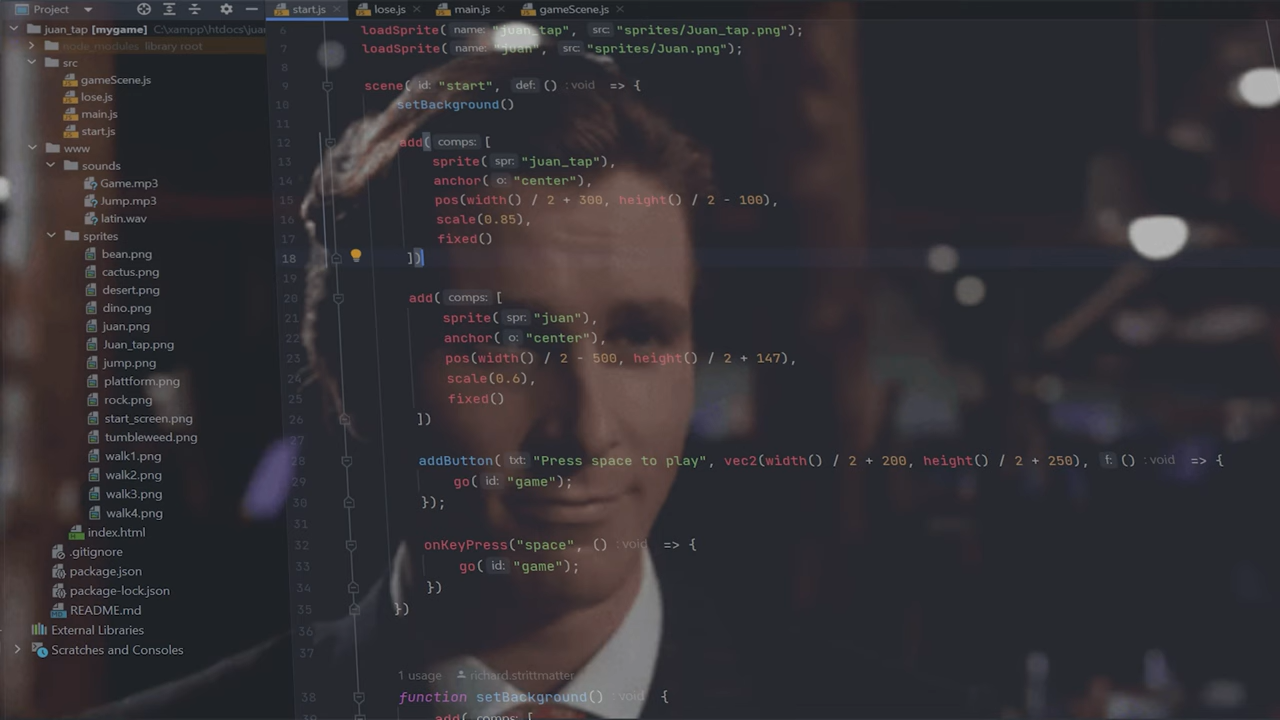 Project
start.js
lose.js
main.js
gameScene.js
juan_tap [mygame] C:\xampp\htdocs\juan
node_modules library root
src
gameScene.js
lose.js
main.js
start.js
www
sounds
Game.mp3
Jump.mp3
latin.wav
sprites
bean.png
cactus.png
desert.png
dino.png
juan.png
Juan_tap.png
jump.png
plattform.png
rock.png
start_screen.png
tumbleweed.png
walk1.png
walk2.png
walk3.png
walk4.png
index.html
.gitignore
package.json
package-lock.json
README.md
External Libraries
Scratches and Consoles
6 loadSprite( name: "juan_tap", src: "sprites/Juan_tap.png");
7 loadSprite( name: "juan", src: "sprites/Juan.png");
8
9 scene( id: "start", def: () :void => {
10 setBackground()
11
12 add( comps: [
13 sprite( spr: "juan_tap"),
14 anchor( o: "center"),
15 pos(width() / 2 + 300, height() / 2 - 100),
16 scale(0.85),
17 fixed()
18 ])
19
20 add( comps: [
21 sprite( spr: "juan"),
22 anchor( o: "center"),
23 pos(width() / 2 - 500, height() / 2 + 147),
24 scale(0.6),
25 fixed()
26 ])
27
28 addButton( txt: "Press space to play", vec2(width() / 2 + 200, height() / 2 + 250), f: () :void => {
29 go( id: "game");
30 });
31
32 onKeyPress("space", () :void => {
33 go( id: "game");
34 })
35 })
36
37
1 usage richard.strittmatter
38 function setBackground() :void {
39 add( comps: [